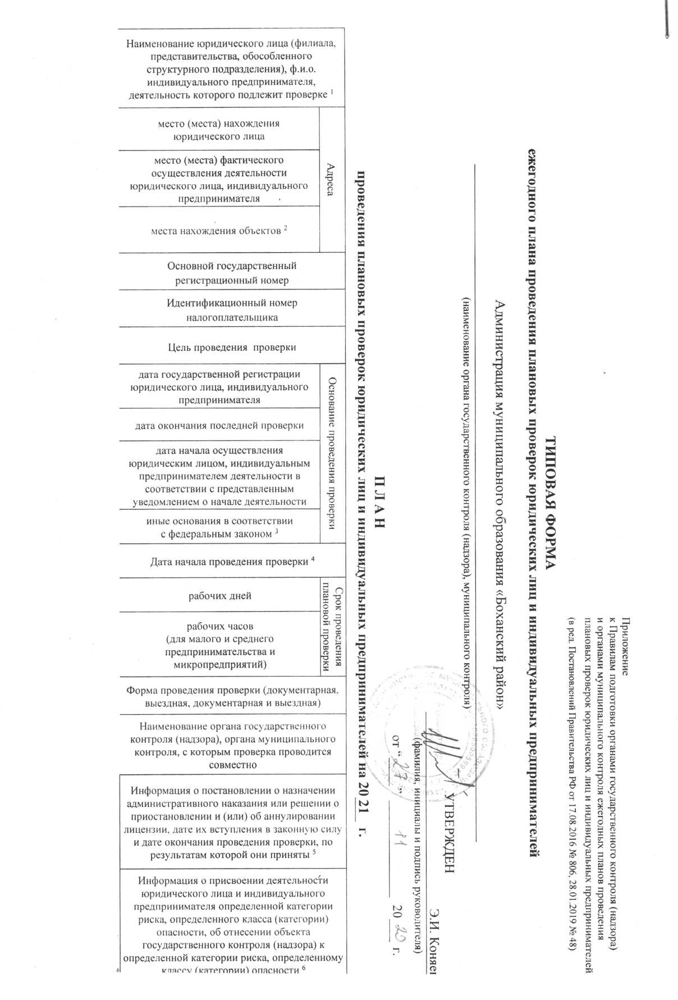 Приложение
к Правилам подготовки органами государственного контроля (надзора)
и органами муниципального контроля ежегодных планов проведения
плановых проверок юридических лиц и индивидуальных предпринимателей
(в ред. Постановлений Правительства РФ от 17.08.2016 № 806, 28.01.2019 № 48)
ТИПОВАЯ ФОРМА
ежегодного плана проведения плановых проверок юридических лиц и индивидуальных предпринимателей
Администрация муниципального образования «Боханский район»
(наименование органа государственного контроля (надзора), муниципального контроля)
УТВЕРЖДЕН
Э.И. Коняев
(фамилия, инициалы и подпись руководителя)
от “ 27 ” 11 20 20 г.
П Л А Н
проведения плановых проверок юридических лиц и индивидуальных предпринимателей на 20 21 г.
Наименование юридического лица (филиала,
представительства, обособленного
структурного подразделения), ф.и.о.
индивидуального предпринимателя,
деятельность которого подлежит проверке 1
Адреса
место (места) нахождения
юридического лица
место (места) фактического
осуществления деятельности
юридического лица, индивидуального
предпринимателя
места нахождения объектов 2
Основной государственный
регистрационный номер
Идентификационный номер
налогоплательщика
Цель проведения проверки
Основание проведения проверки
дата государственной регистрации
юридического лица, индивидуального
предпринимателя
дата окончания последней проверки
дата начала осуществления
юридическим лицом, индивидуальным
предпринимателем деятельности в
соответствии с представленным
уведомлением о начале деятельности
иные основания в соответствии
с федеральным законом 3
Дата начала проведения проверки 4
Срок проведения
плановой проверки
рабочих дней
рабочих часов
(для малого и среднего
предпринимательства и
микропредприятий)
Форма проведения проверки (документарная,
выездная, документарная и выездная)
Наименование органа государственного
контроля (надзора), органа муниципального
контроля, с которым проверка проводится
совместно
Информация о постановлении о назначении
административного наказания или решении о
приостановлении и (или) об аннулировании
лицензии, дате их вступления в законную силу
и дате окончания проведения проверки, по
результатам которой они приняты 5
Информация о присвоении деятельности
юридического лица и индивидуального
предпринимателя определенной категории
риска, определенного класса (категории)
опасности, об отнесении объекта
государственного контроля (надзора) к
определенной категории риска, определенному
классу (категории) опасности 6